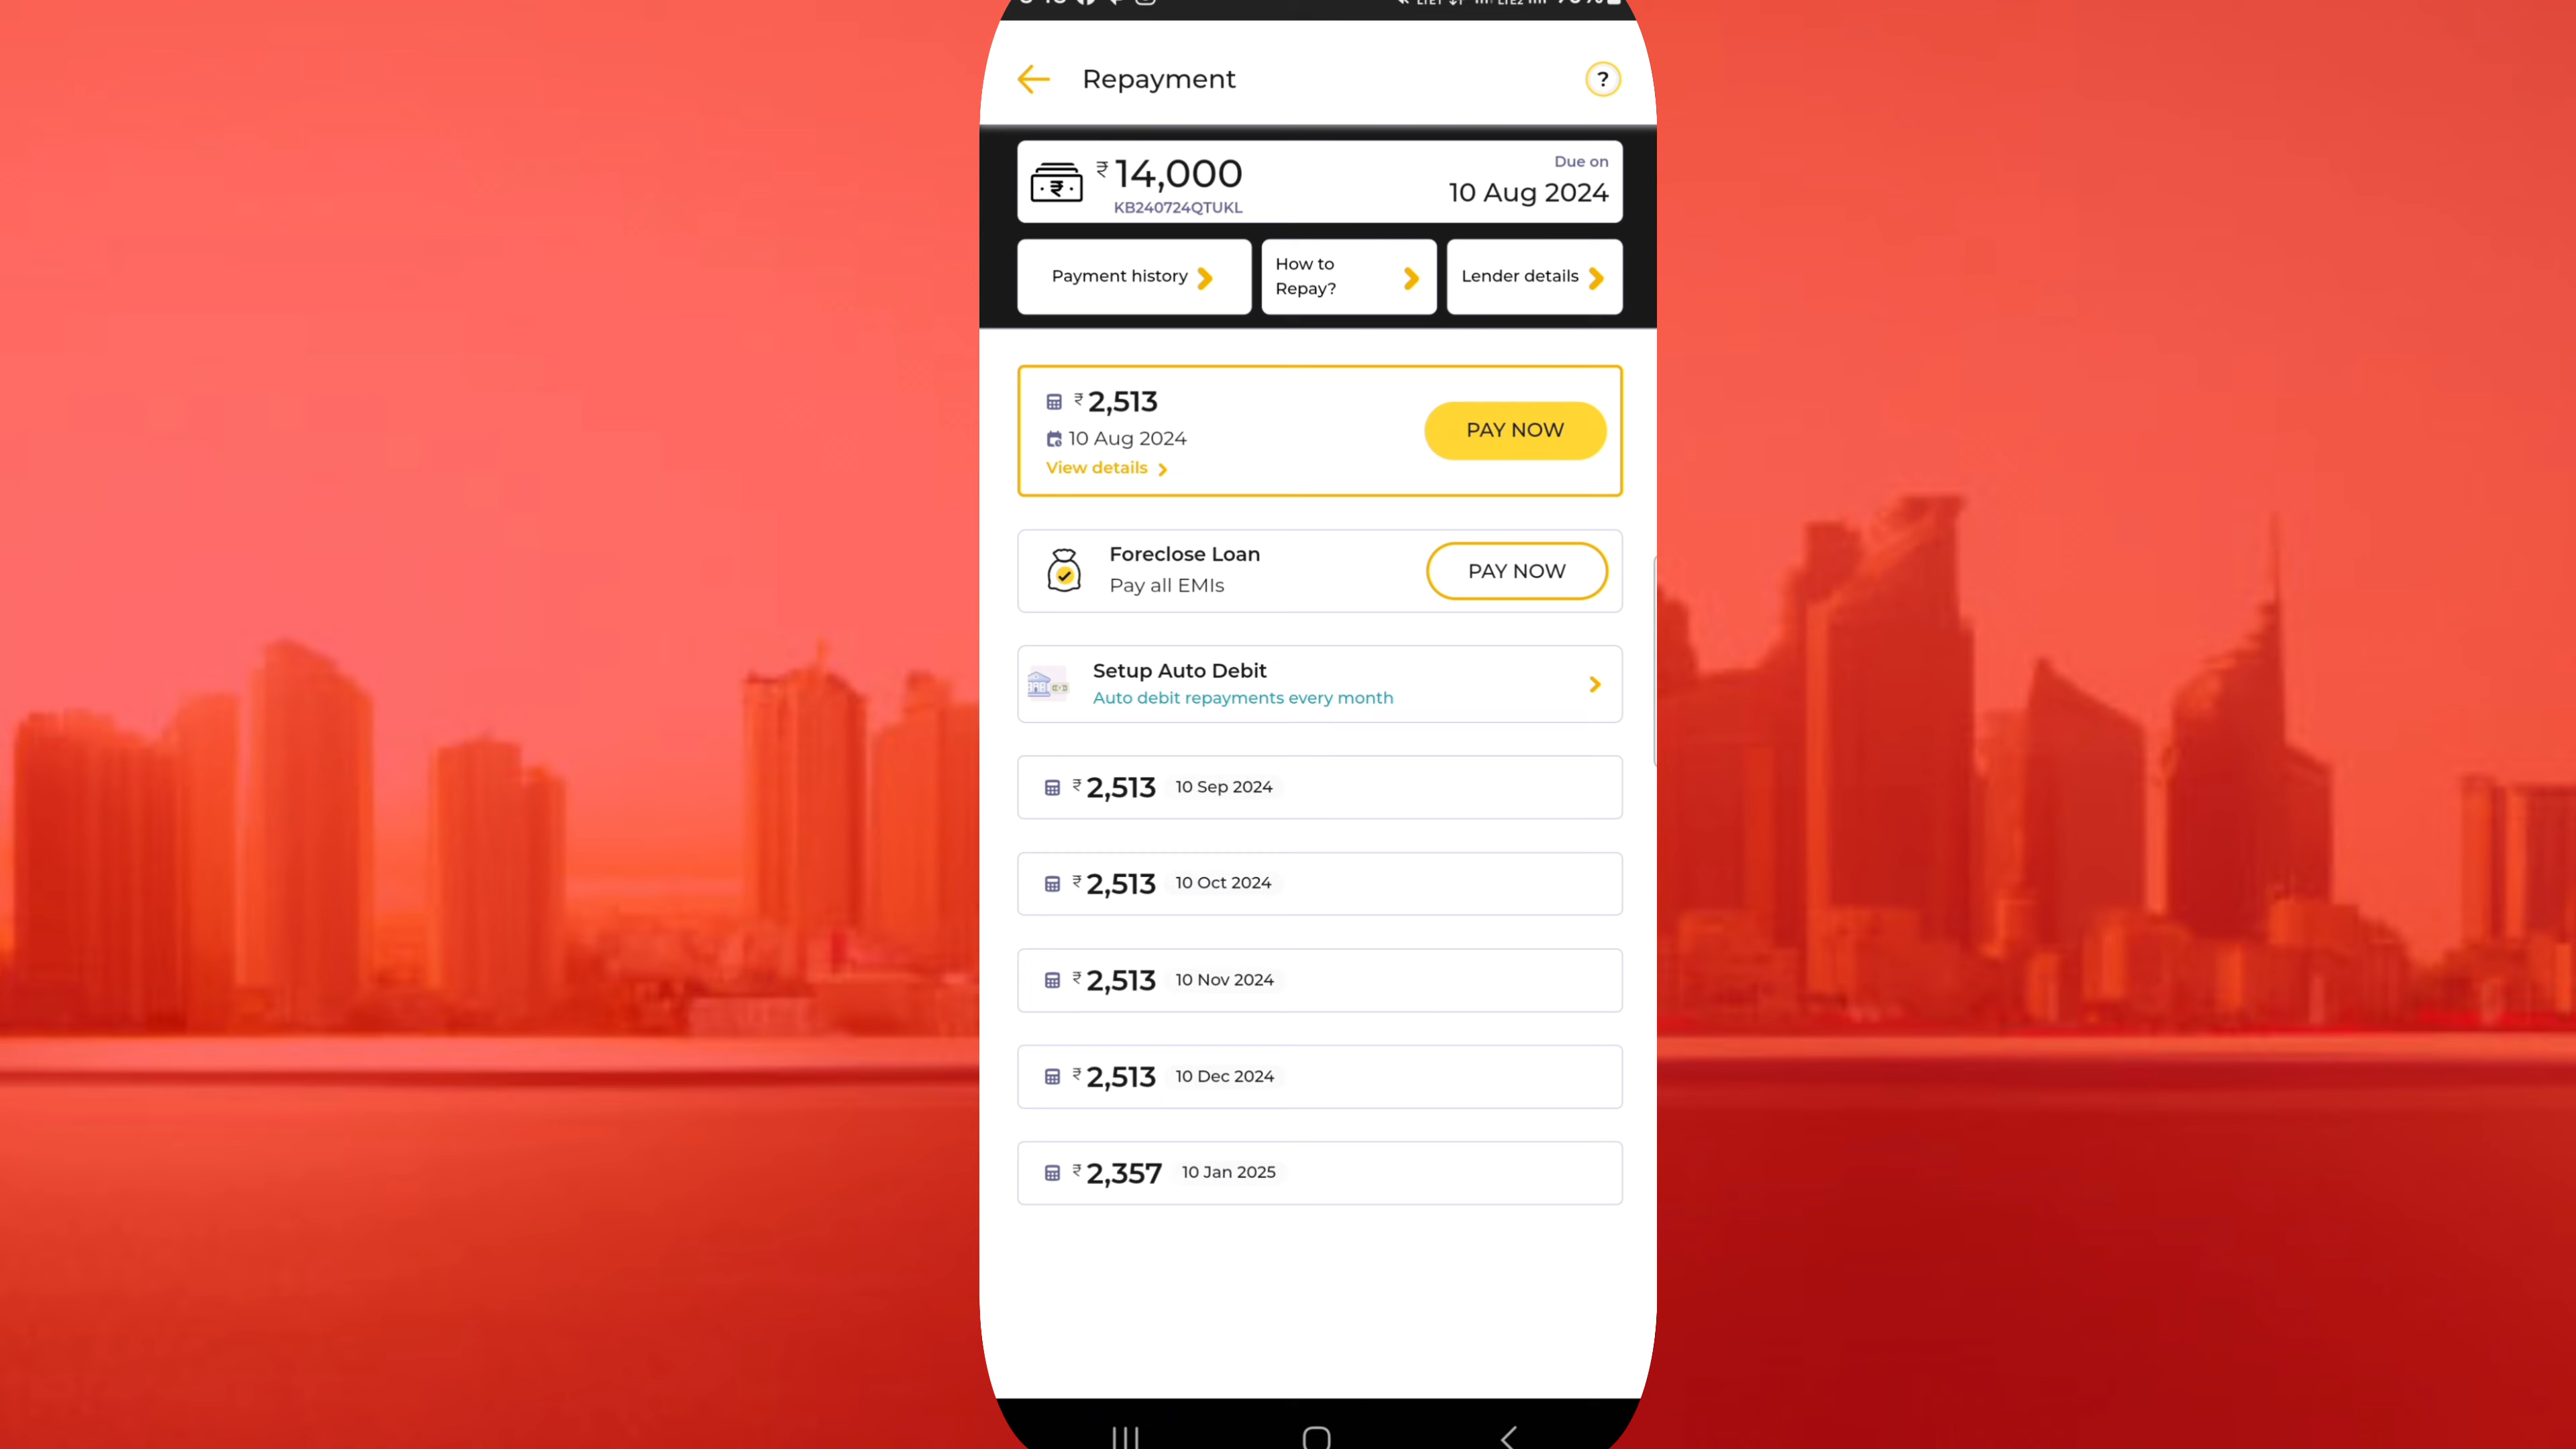 Repayment
?
₹ 14,000
KB240724QTUKL
Due on
10 Aug 2024
Payment history
How to
Repay?
Lender details
₹ 2,513
10 Aug 2024
View details
PAY NOW
Foreclose Loan
Pay all EMIs
PAY NOW
Setup Auto Debit
Auto debit repayments every month
₹ 2,513 10 Sep 2024
₹ 2,513 10 Oct 2024
₹ 2,513 10 Nov 2024
₹ 2,513 10 Dec 2024
₹ 2,357 10 Jan 2025